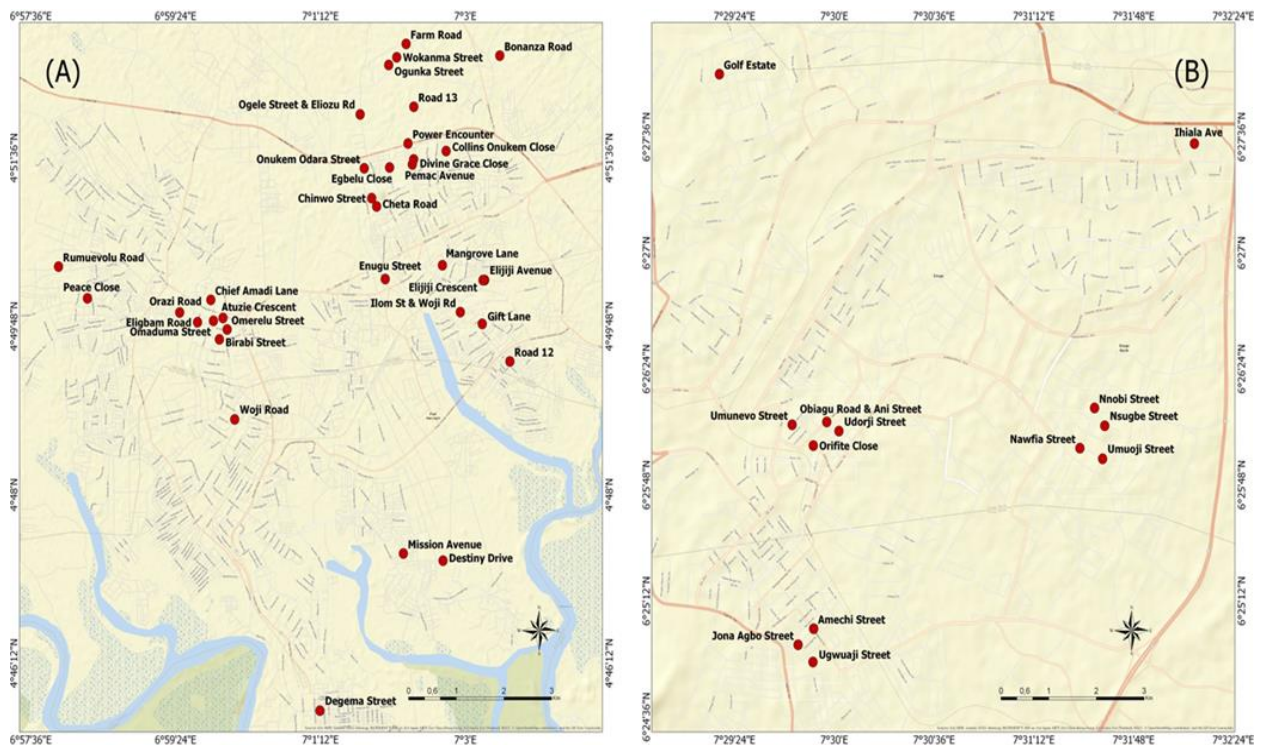 6°57'36"E 6°59'24"E 7°1'12"E 7°3'E
(A)
Farm Road
Wokanma Street
Bonanza Road
Ogunka Street
Road 13
Ogele Street & Eliozu Rd
Power Encounter
Collins Onukem Close
Onukem Odara Street
Divine Grace Close
Egbelu Close
Pemac Avenue
Chinwo Street
Cheta Road
Mangrove Lane
Rumuevolu Road
Enugu Street
Elijiji Avenue
Elijiji Crescent
Peace Close
Chief Amadi Lane
Orazi Road
Atuzie Crescent
Ilom St & Woji Rd
Eligbam Road
Omerelu Street
Gift Lane
Omaduma Street
Birabi Street
Road 12
Woji Road
Mission Avenue
Destiny Drive
Degema Street
0 0,6 1 2 3
4°51'36"N
4°49'48"N
4°48'N
4°46'12"N
4°51'36"N
4°49'48"N
4°48'N
4°46'12"N
6°57'36"E 6°59'24"E 7°1'12"E 7°3'E
7°29'24"E 7°30'E 7°30'36"E 7°31'12"E 7°31'48"E 7°32'24"E
(B)
Golf Estate
Ihiala Ave
Nnobi Street
Obiagu Road & Ani Street
Umunevo Street
Nsugbe Street
Udorji Street
Nawfia Street
Orifite Close
Umuoji Street
Amechi Street
Jona Agbo Street
Ugwuaji Street
0 0,6 1 2 3
6°27'36"N
6°27'N
6°26'24"N
6°25'48"N
6°25'12"N
6°24'36"N
6°27'36"N
6°27'N
6°26'24"N
6°25'48"N
6°25'12"N
6°24'36"N
7°29'24"E 7°30'E 7°30'36"E 7°31'12"E 7°31'48"E 7°32'24"E